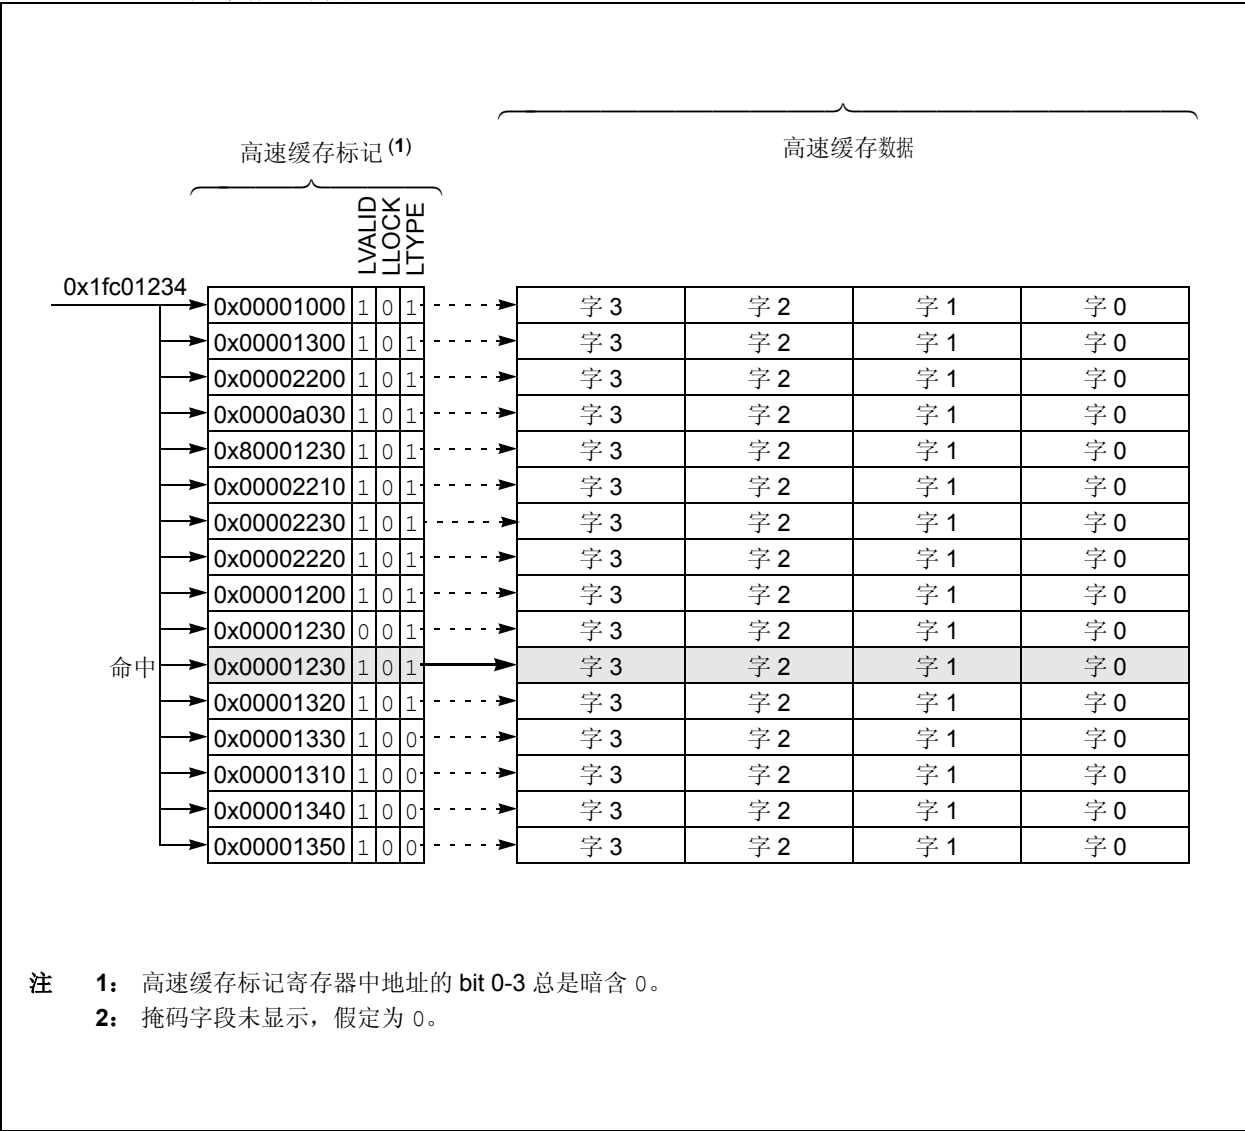 高速缓存标记 (1)
高速缓存数据
LVALID
LLOCK
LTYPE
0x1fc01234
0x00001000 1 0 1 字 3 字 2 字 1 字 0
0x00001300 1 0 1 字 3 字 2 字 1 字 0
0x00002200 1 0 1 字 3 字 2 字 1 字 0
0x0000a030 1 0 1 字 3 字 2 字 1 字 0
0x80001230 1 0 1 字 3 字 2 字 1 字 0
0x00002210 1 0 1 字 3 字 2 字 1 字 0
0x00002230 1 0 1 字 3 字 2 字 1 字 0
0x00002220 1 0 1 字 3 字 2 字 1 字 0
0x00001200 1 0 1 字 3 字 2 字 1 字 0
0x00001230 0 0 1 字 3 字 2 字 1 字 0
命中 0x00001230 1 0 1 字 3 字 2 字 1 字 0
0x00001320 1 0 1 字 3 字 2 字 1 字 0
0x00001330 1 0 0 字 3 字 2 字 1 字 0
0x00001310 1 0 0 字 3 字 2 字 1 字 0
0x00001340 1 0 0 字 3 字 2 字 1 字 0
0x00001350 1 0 0 字 3 字 2 字 1 字 0
注 1： 高速缓存标记寄存器中地址的 bit 0-3 总是暗含 0。
2： 掩码字段未显示，假定为 0。